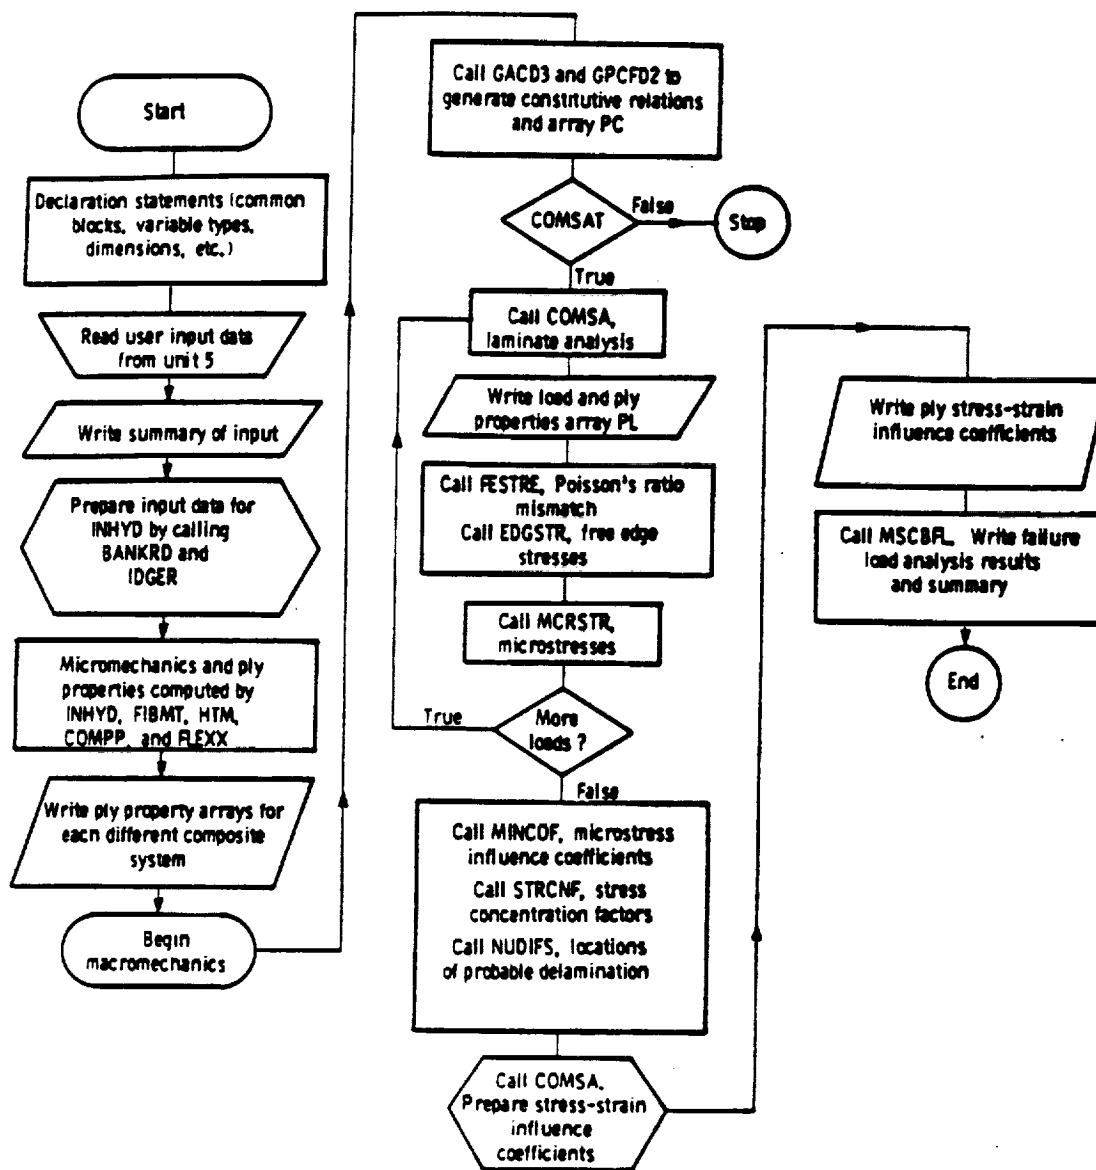 Start
Declaration statements (common
blocks, variable types,
dimensions, etc.)
Read user input data
from unit 5
Write summary of input
Prepare input data for
INHYD by calling
BANKRD and
IDGER
Micromechanics and ply
properties computed by
INHYD, FIBMT, HTM,
COMPP, and FLEXX
Write ply property arrays for
each different composite
system
Begin
macromechanics
Call GACD3 and GPCFD2 to
generate constitutive relations
and array PC
COMSAT
False
Stop
True
Call COMSA,
laminate analysis
Write load and ply
properties array PL
Call FESTRE, Poisson's ratio
mismatch
Call EDGSTR, free edge
stresses
Call MCRSTR,
microstresses
True
More
loads ?
False
Call MINCOF, microstress
influence coefficients
Call STRCNF, stress
concentration factors
Call NUDIFS, locations
of probable delamination
Call COMSA.
Prepare stress-strain
influence
coefficients
Write ply stress-strain
influence coefficients
Call MSCBFL. Write failure
load analysis results
and summary
End